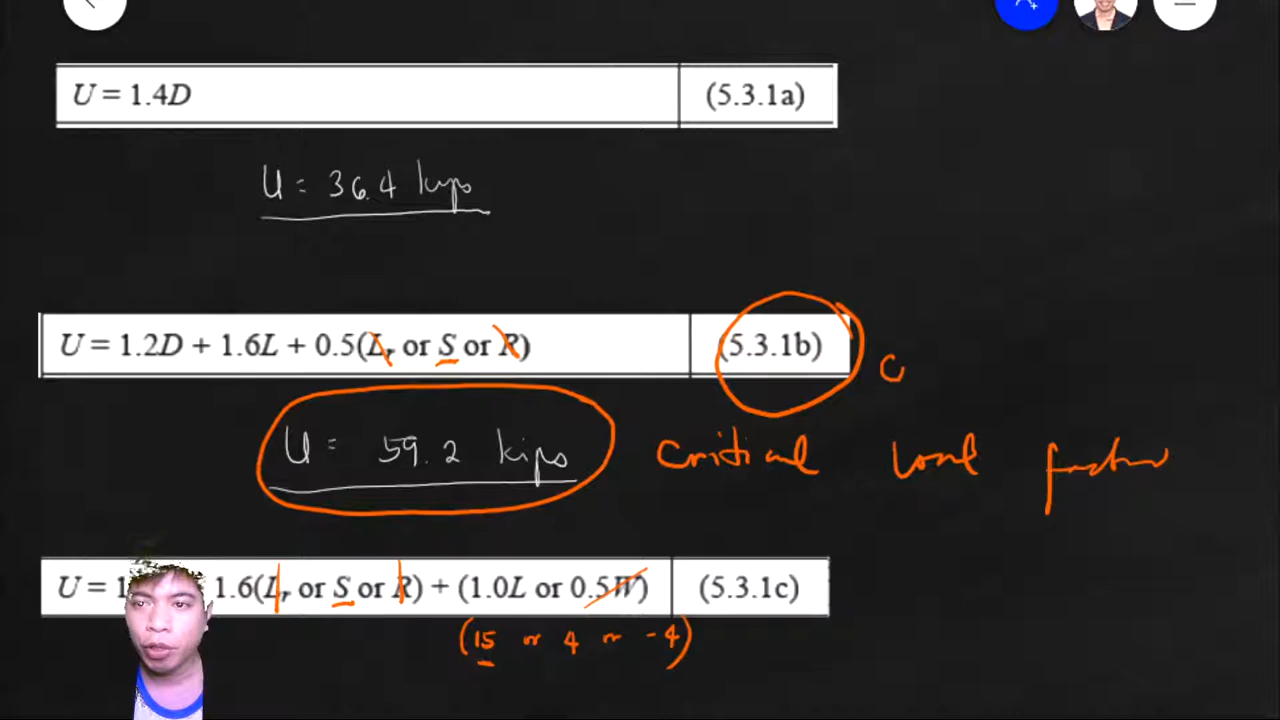 U = 1.4D (5.3.1a)
U = 36.4 kips
U = 1.2D + 1.6L + 0.5(Lr or S or R) (5.3.1b)
C
U = 59.2 kips critical load factor
U = 1 1.6(Lr or S or R) + (1.0L or 0.5W) (5.3.1c)
(15 or 4 or -4)